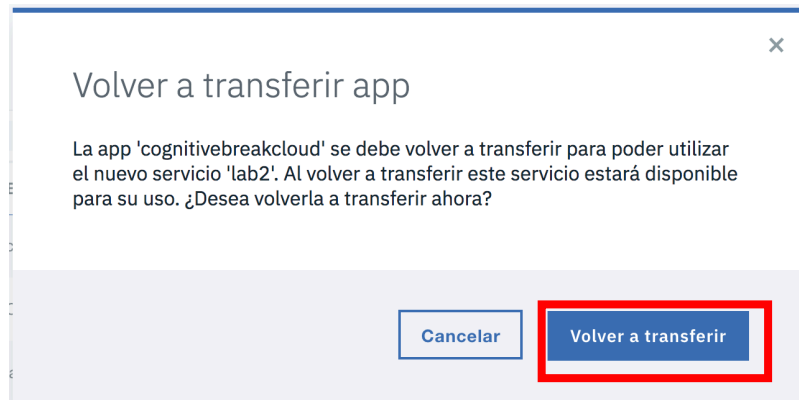 Volver a transferir app
La app 'cognitivebreakcloud' se debe volver a transferir para poder utilizar
el nuevo servicio 'lab2'. Al volver a transferir este servicio estará disponible
para su uso. ¿Desea volverla a transferir ahora?
Cancelar
Volver a transferir